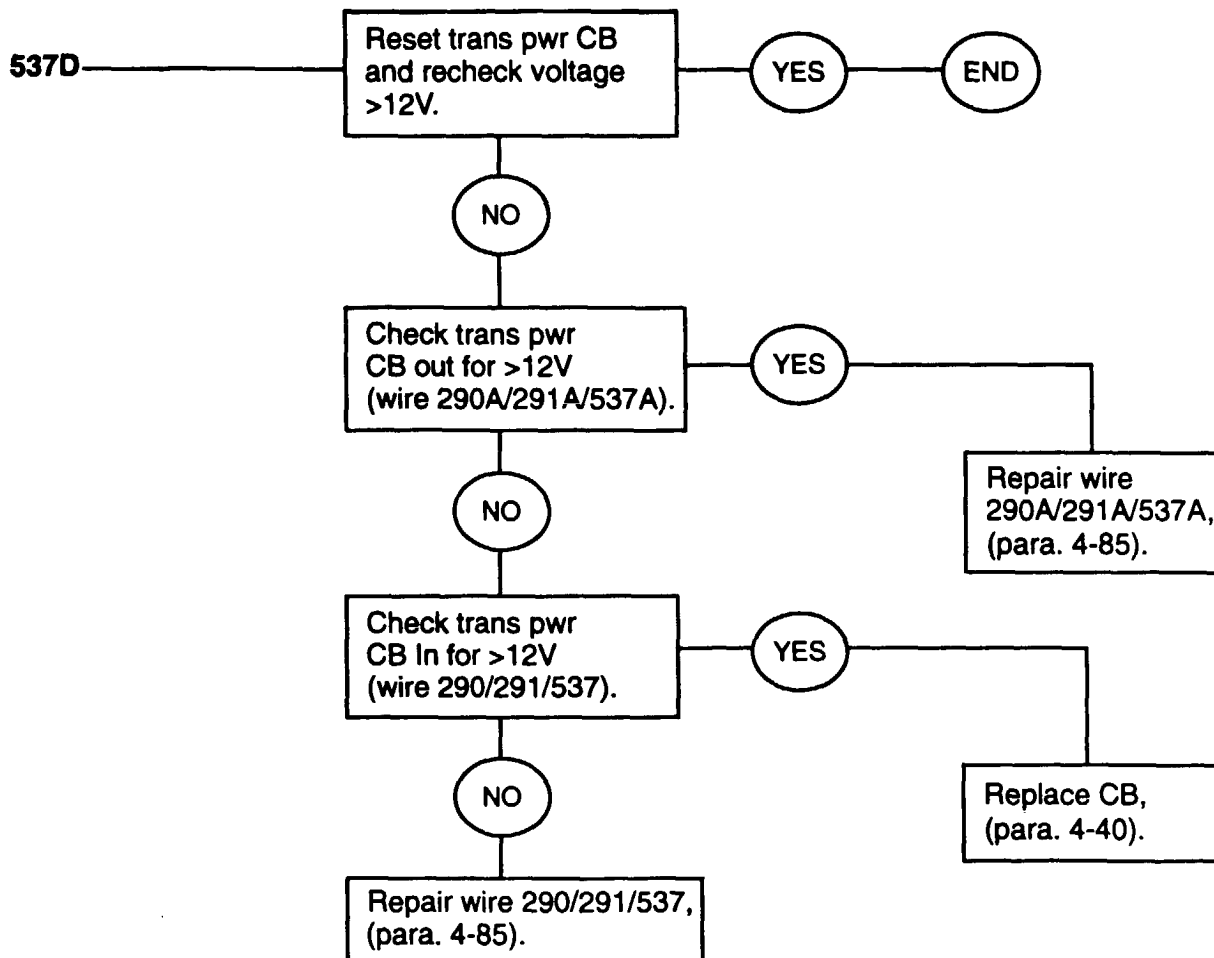 537D
Reset trans pwr CB
and recheck voltage
>12V.
YES
END
NO
Check trans pwr
CB out for >12V
(wire 290A/291A/537A).
YES
Repair wire
290A/291A/537A,
(para. 4-85).
NO
Check trans pwr
CB In for >12V
(wire 290/291/537).
YES
Replace CB,
(para. 4-40).
NO
Repair wire 290/291/537,
(para. 4-85).